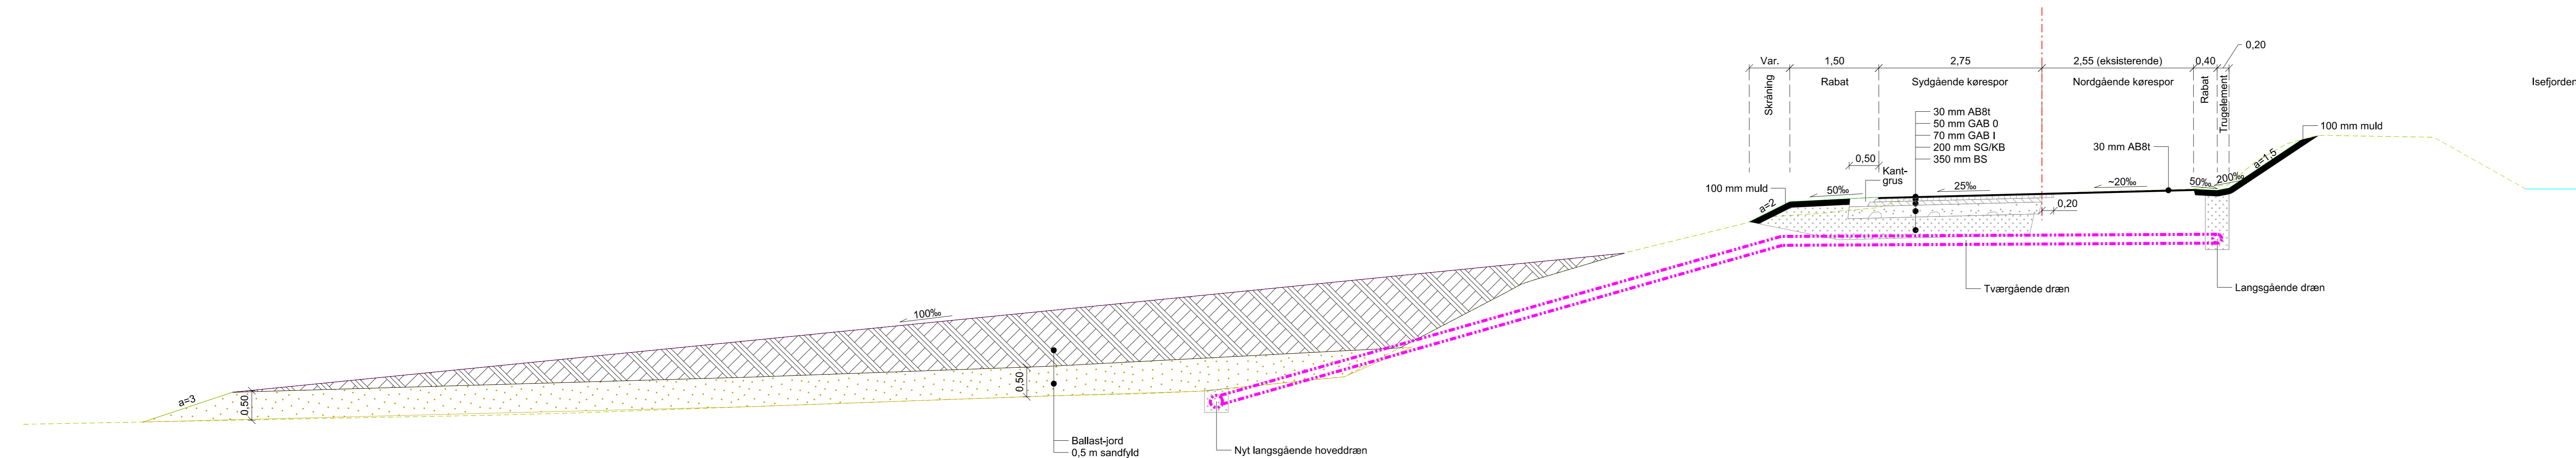 0,20
Var.
1,50
2,75
2,55 (eksisterende)
0,40
Skråning
Rabat
Sydgående kørespor
Nordgående kørespor
Rabat
Trugelement
Isefjorden
30 mm AB8t
50 mm GAB 0
70 mm GAB I
200 mm SG/KB
350 mm BS
100 mm muld
30 mm AB8t
0,50
Kant-
grus
a=1,5
100 mm muld
50‰
25‰
~20‰
50‰
200‰
a=2
0,20
Tværgående dræn
Langsgående dræn
100‰
0,50
a=3
0,50
Ballast-jord
0,5 m sandfyld
Nyt langsgående hoveddræn